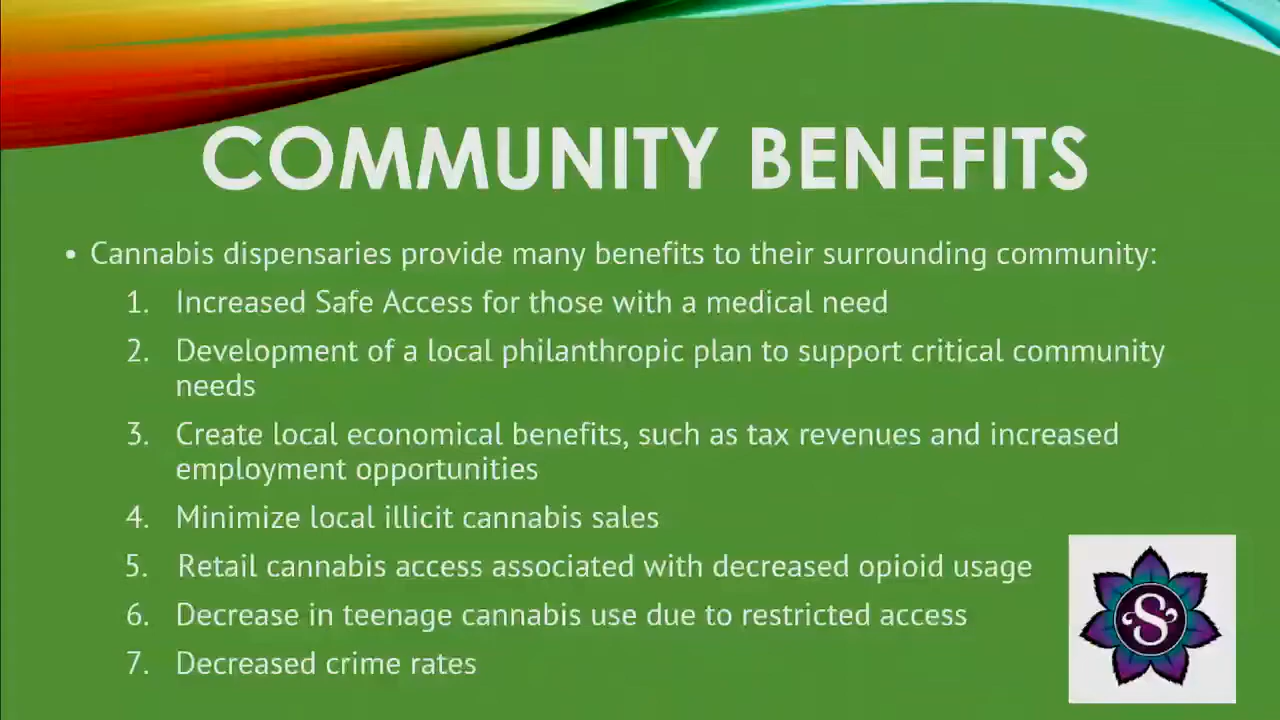 COMMUNITY BENEFITS
• Cannabis dispensaries provide many benefits to their surrounding community:
1. Increased Safe Access for those with a medical need
2. Development of a local philanthropic plan to support critical community
needs
3. Create local economical benefits, such as tax revenues and increased
employment opportunities
4. Minimize local illicit cannabis sales
5. Retail cannabis access associated with decreased opioid usage
6. Decrease in teenage cannabis use due to restricted access
7. Decreased crime rates
S